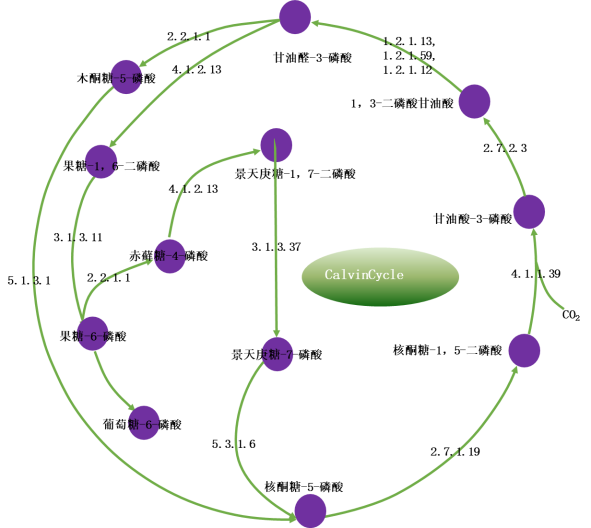 2.2.1.1
甘油醛-3-磷酸
1.2.1.13,
1.2.1.59,
1.2.1.12
木酮糖-5-磷酸
4.1.2.13
1，3-二磷酸甘油酸
果糖-1，6-二磷酸
景天庚糖-1，7-二磷酸
2.7.2.3
4.1.2.13
甘油酸-3-磷酸
3.1.3.11
3.1.3.37
赤藓糖-4-磷酸
CalvinCycle
5.1.3.1
2.2.1.1
4.1.1.39
CO2
果糖-6-磷酸
景天庚糖-7-磷酸
核酮糖-1，5-二磷酸
葡萄糖-6-磷酸
5.3.1.6
2.7.1.19
核酮糖-5-磷酸